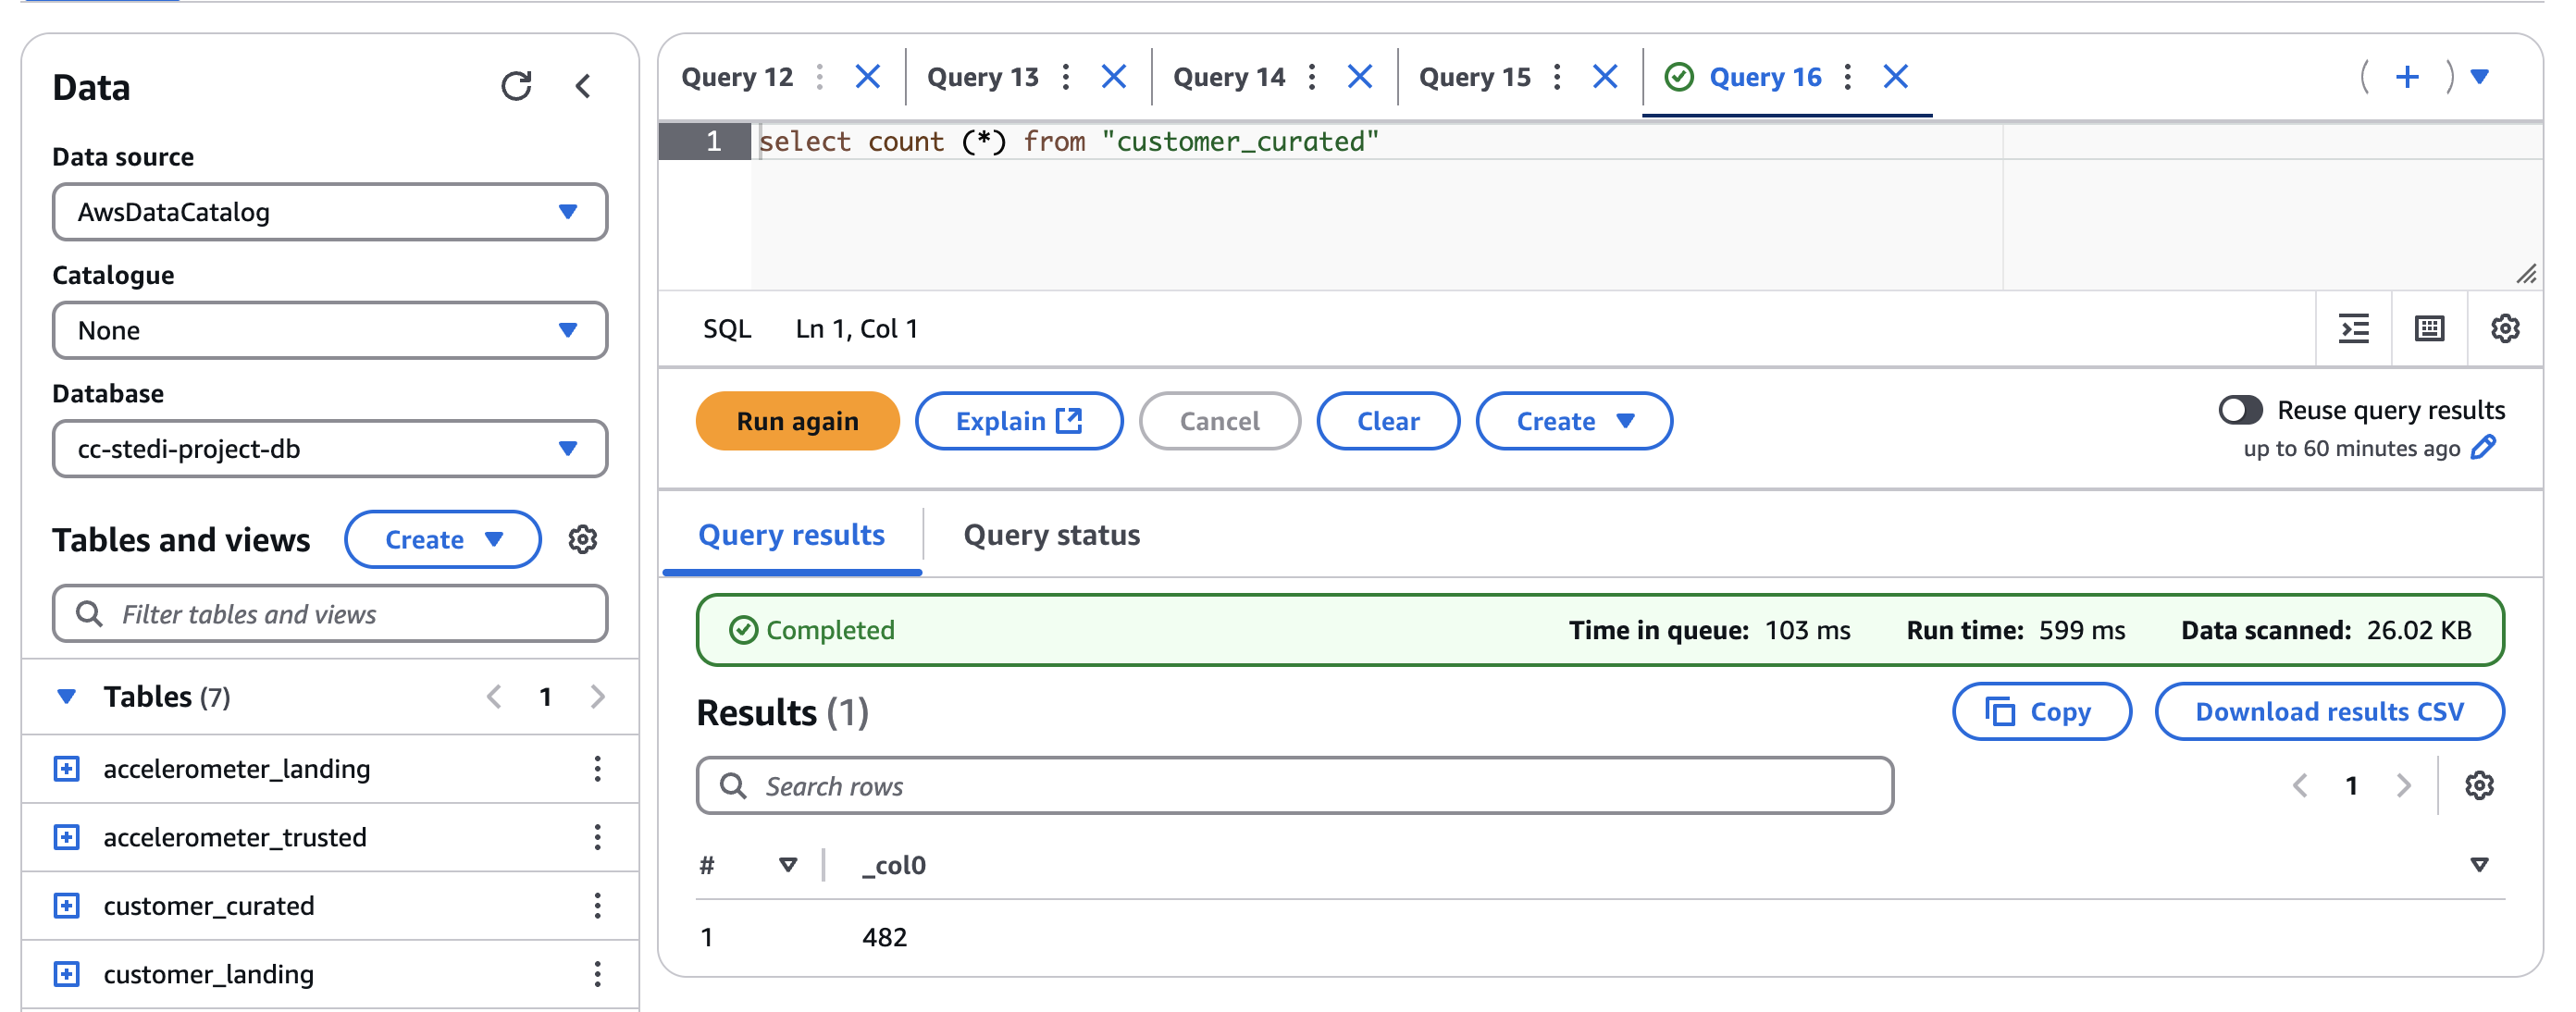 Data
Data source
AwsDataCatalog
Catalogue
None
Database
cc-stedi-project-db
Tables and views
Create
Filter tables and views
Tables (7)
1
accelerometer_landing
accelerometer_trusted
customer_curated
customer_landing
Query 12
Query 13
Query 14
Query 15
Query 16
1 select count (*) from "customer_curated"
SQL Ln 1, Col 1
Run again
Explain
Cancel
Clear
Create
Reuse query results
up to 60 minutes ago
Query results
Query status
Completed
Time in queue: 103 ms
Run time: 599 ms
Data scanned: 26.02 KB
Results (1)
Copy
Download results CSV
Search rows
1
# _col0
1 482